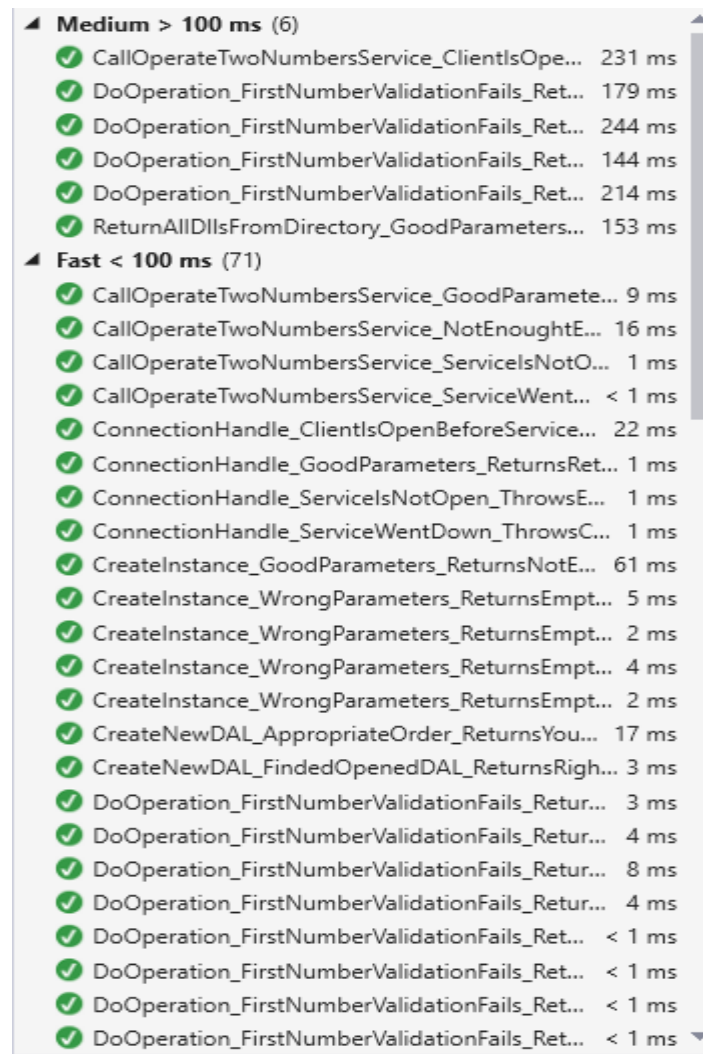 Medium > 100 ms (6)
CallOperateTwoNumbersService_ClientIsOpe... 231 ms
DoOperation_FirstNumberValidationFails_Ret... 179 ms
DoOperation_FirstNumberValidationFails_Ret... 244 ms
DoOperation_FirstNumberValidationFails_Ret... 144 ms
DoOperation_FirstNumberValidationFails_Ret... 214 ms
ReturnAllDllsFromDirectory_GoodParameters... 153 ms
Fast < 100 ms (71)
CallOperateTwoNumbersService_GoodParamete... 9 ms
CallOperateTwoNumbersService_NotEnoughtE... 16 ms
CallOperateTwoNumbersService_ServiceIsNotO... 1 ms
CallOperateTwoNumbersService_ServiceWent... < 1 ms
ConnectionHandle_ClientIsOpenBeforeService... 22 ms
ConnectionHandle_GoodParameters_ReturnsRet... 1 ms
ConnectionHandle_ServiceIsNotOpen_ThrowsE... 1 ms
ConnectionHandle_ServiceWentDown_ThrowsC... 1 ms
CreateInstance_GoodParameters_ReturnsNotE... 61 ms
CreateInstance_WrongParameters_ReturnsEmpt... 5 ms
CreateInstance_WrongParameters_ReturnsEmpt... 2 ms
CreateInstance_WrongParameters_ReturnsEmpt... 4 ms
CreateInstance_WrongParameters_ReturnsEmpt... 2 ms
CreateNewDAL_AppropriateOrder_ReturnsYou... 17 ms
CreateNewDAL_FindedOpenedDAL_ReturnsRigh... 3 ms
DoOperation_FirstNumberValidationFails_Retur... 3 ms
DoOperation_FirstNumberValidationFails_Retur... 4 ms
DoOperation_FirstNumberValidationFails_Retur... 8 ms
DoOperation_FirstNumberValidationFails_Retur... 4 ms
DoOperation_FirstNumberValidationFails_Ret... < 1 ms
DoOperation_FirstNumberValidationFails_Ret... < 1 ms
DoOperation_FirstNumberValidationFails_Ret... < 1 ms
DoOperation_FirstNumberValidationFails_Ret... < 1 ms